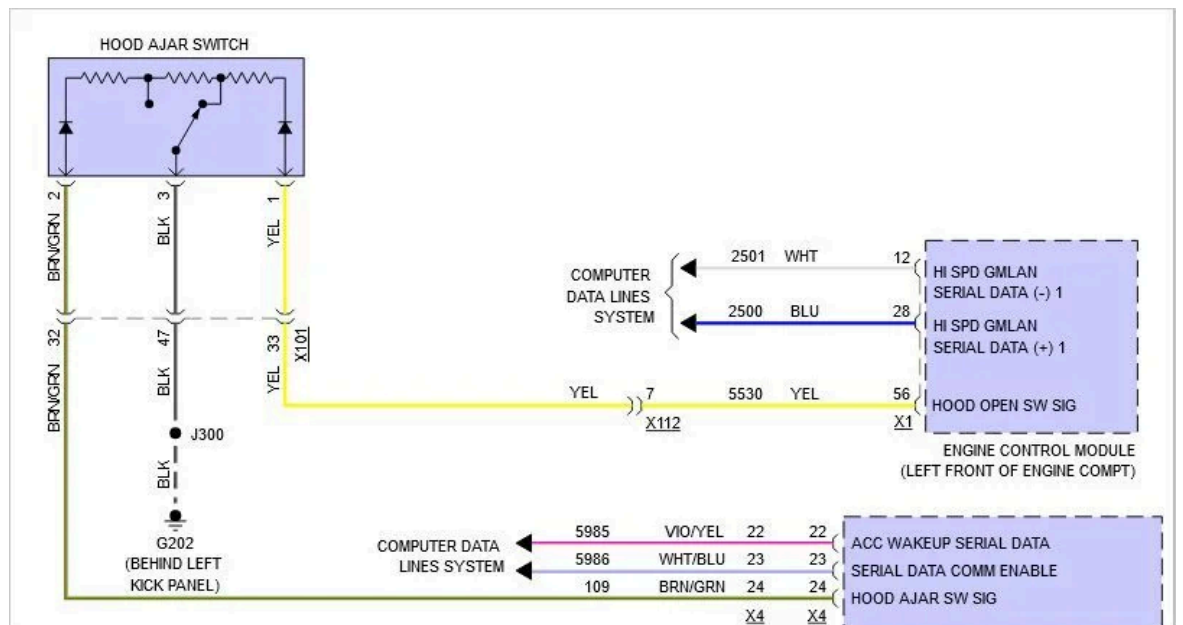 HOOD AJAR SWITCH
2
3
1
BRN/GRN
BLK
YEL
32
47
33
X101
BRN/GRN
BLK
YEL
J300
BLK
G202
(BEHIND LEFT
KICK PANEL)
COMPUTER
DATA LINES
SYSTEM
2501 WHT 12
HI SPD GMLAN
SERIAL DATA (-) 1
2500 BLU 28
HI SPD GMLAN
SERIAL DATA (+) 1
YEL 7 5530 YEL 56
HOOD OPEN SW SIG
X112
X1
ENGINE CONTROL MODULE
(LEFT FRONT OF ENGINE COMPT)
COMPUTER DATA
LINES SYSTEM
5985 VIO/YEL 22 22 ACC WAKEUP SERIAL DATA
5986 WHT/BLU 23 23 SERIAL DATA COMM ENABLE
109 BRN/GRN 24 24 HOOD AJAR SW SIG
X4 X4